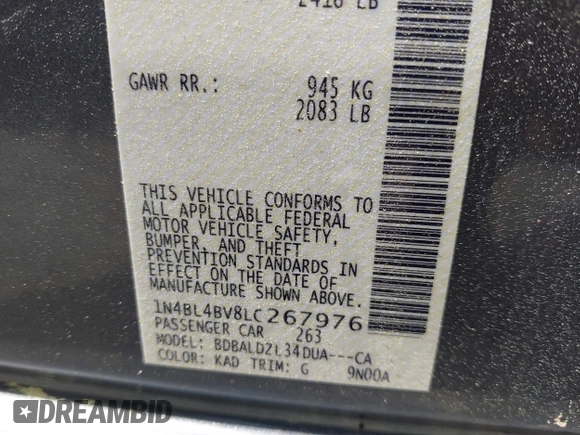 2416 LB
GAWR RR.: 945 KG
2083 LB
THIS VEHICLE CONFORMS TO
ALL APPLICABLE FEDERAL
MOTOR VEHICLE SAFETY,
BUMPER, AND THEFT
PREVENTION STANDARDS IN
EFFECT ON THE DATE OF
MANUFACTURE SHOWN ABOVE.
1N4BL4BV8LC267976
PASSENGER CAR 263
MODEL: BDBALDZL34DUA---CA
COLOR: KAD TRIM: G 9N00A
DREAMBID